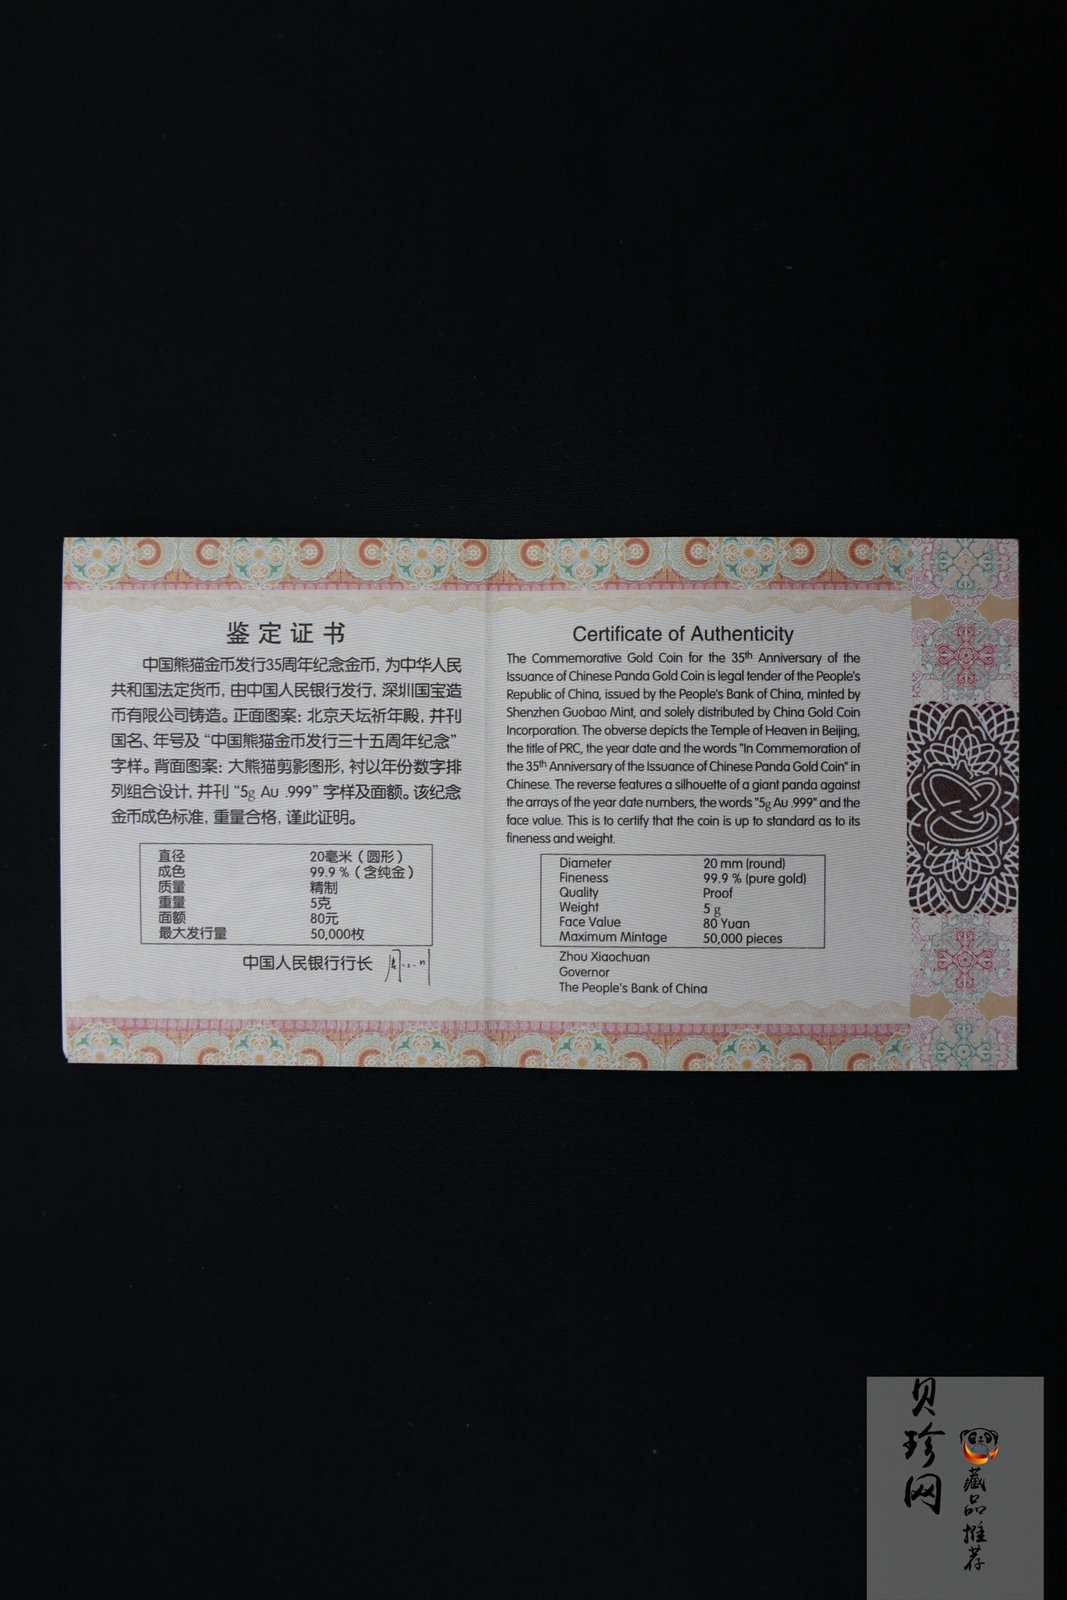 鉴定证书
中国熊猫金币发行35周年纪念金币，为中华人民
共和国法定货币，由中国人民银行发行，深圳国宝造
币有限公司铸造。正面图案：北京天坛祈年殿，并刊
国名、年号及“中国熊猫金币发行三十五周年纪念”
字样。背面图案：大熊猫剪影图形，衬以年份数字排
列组合设计，并刊“5g Au .999”字样及面额。该纪念
金币成色标准，重量合格，谨此证明。
直径 20毫米（圆形）
成色 99.9％（含纯金）
质量 精制
重量 5克
面额 80元
最大发行量 50,000枚
中国人民银行行长
Certificate of Authenticity
The Commemorative Gold Coin for the 35th Anniversary of the
Issuance of Chinese Panda Gold Coin is legal tender of the People's
Republic of China, issued by the People's Bank of China, minted by
Shenzhen Guobao Mint, and solely distributed by China Gold Coin
Incorporation. The obverse depicts the Temple of Heaven in Beijing,
the title of PRC, the year date and the words "In Commemoration of
the 35th Anniversary of the Issuance of Chinese Panda Gold Coin" in
Chinese. The reverse features a silhouette of a giant panda against
the arrays of the year date numbers, the words "5g Au .999" and the
face value. This is to certify that the coin is up to standard as to its
fineness and weight.
Diameter 20 mm (round)
Fineness 99.9 % (pure gold)
Quality Proof
Weight 5 g
Face Value 80 Yuan
Maximum Mintage 50,000 pieces
Zhou Xiaochuan
Governor
The People's Bank of China
贝珍网
藏品推荐